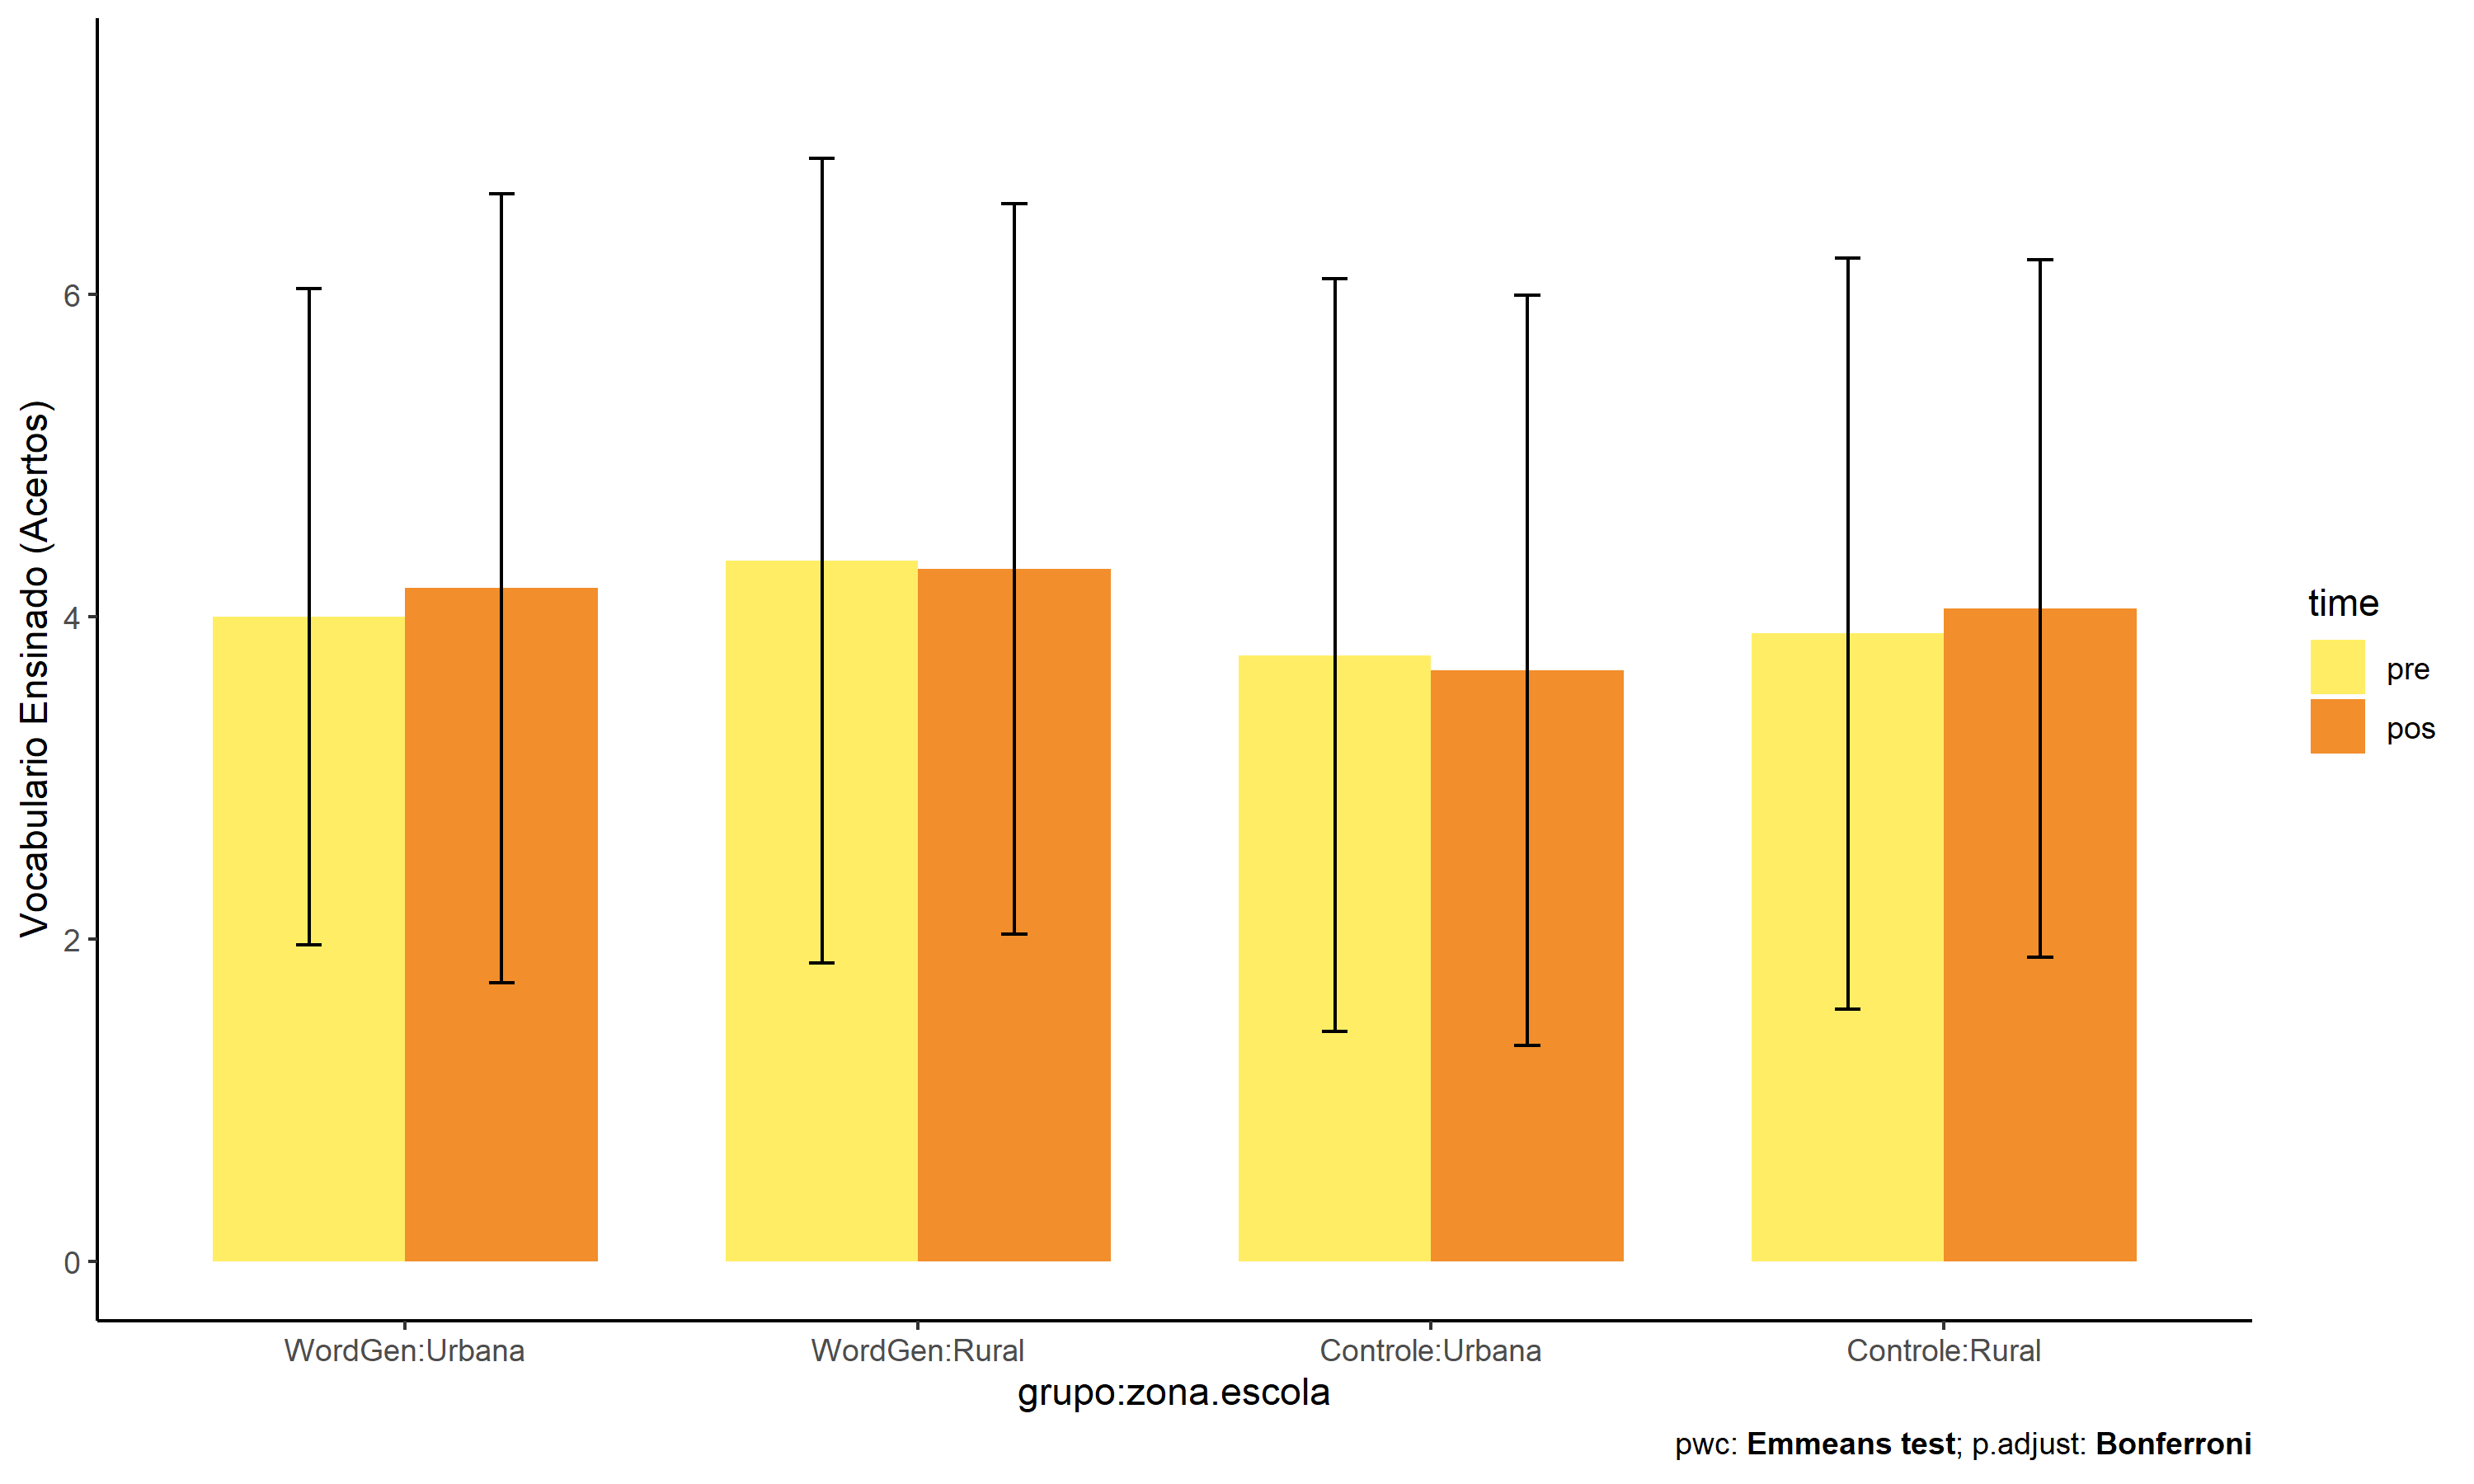 Vocabulario Ensinado (Acertos)
6
4
2
0
WordGen:Urbana
WordGen:Rural
Controle:Urbana
Controle:Rural
grupo:zona.escola
time
pre
pos
pwc: Emmeans test; p.adjust: Bonferroni